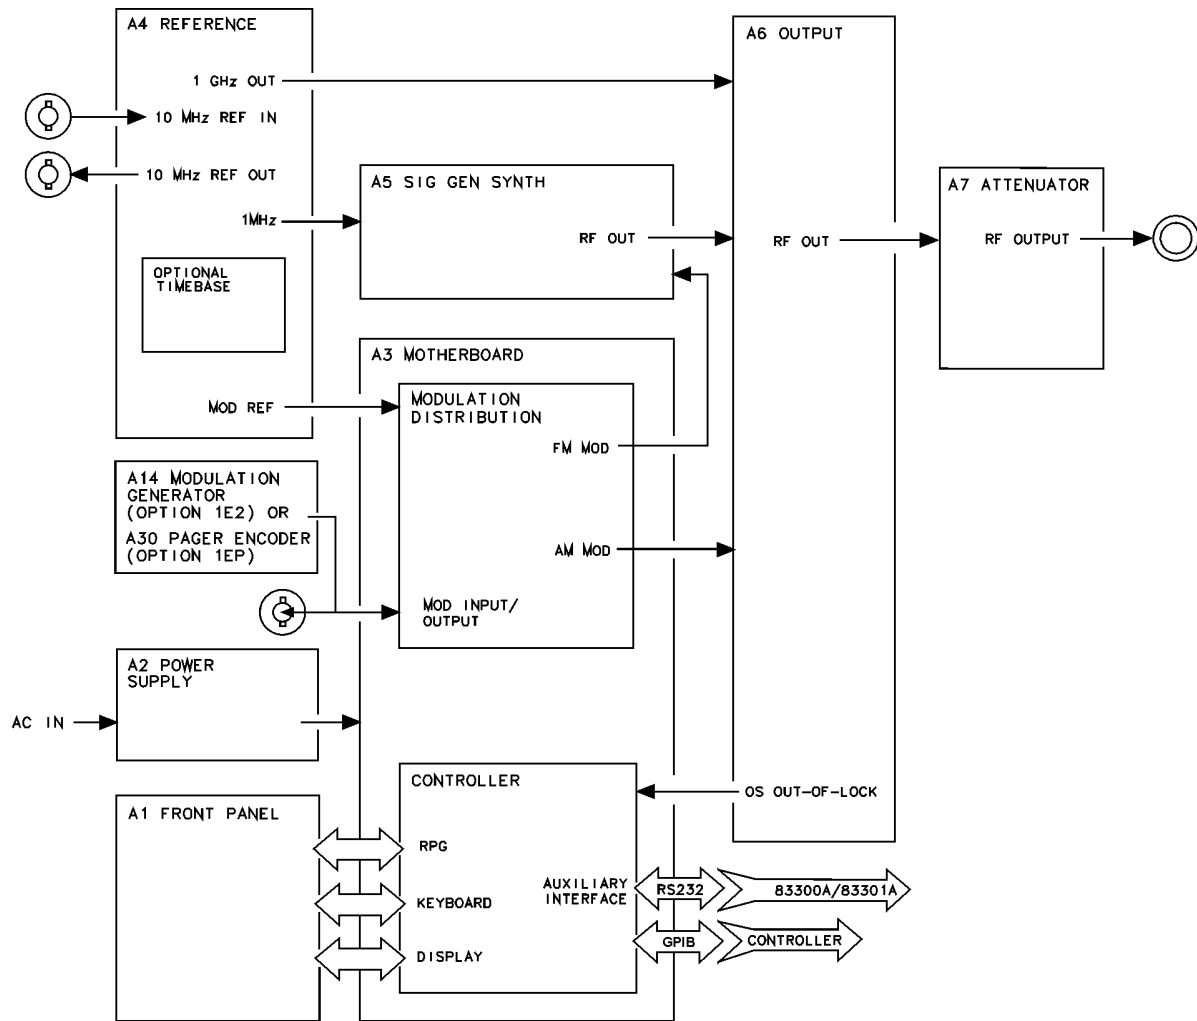 A4 REFERENCE
1 GHz OUT
10 MHz REF IN
10 MHz REF OUT
1MHz
OPTIONAL
TIMEBASE
MOD REF
A5 SIG GEN SYNTH
RF OUT
A6 OUTPUT
RF OUT
A7 ATTENUATOR
RF OUTPUT
A3 MOTHERBOARD
MODULATION
DISTRIBUTION
FM MOD
AM MOD
MOD INPUT/
OUTPUT
A14 MODULATION
GENERATOR
(OPTION 1E2) OR
A30 PAGER ENCODER
(OPTION 1EP)
A2 POWER
SUPPLY
AC IN
A1 FRONT PANEL
CONTROLLER
RPG
KEYBOARD
DISPLAY
AUXILIARY
INTERFACE
OS OUT-OF-LOCK
RS232
83300A/83301A
GPIB
CONTROLLER